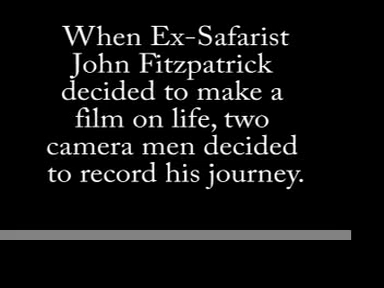 When Ex-Safarist
John Fitzpatrick
decided to make a
film on life, two
camera men decided
to record his journey.